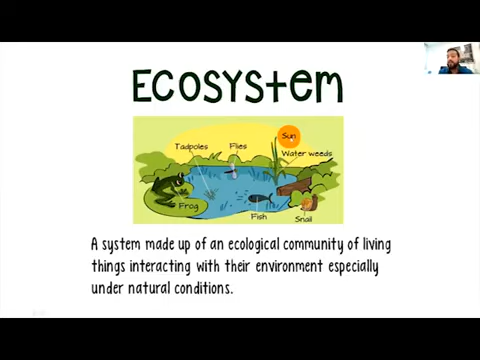 Ecosystem
Sun
Tadpoles Flies
Water weeds
Frog
Fish
Snail
A system made up of an ecological community of living
things interacting with their environment especially
under natural conditions.